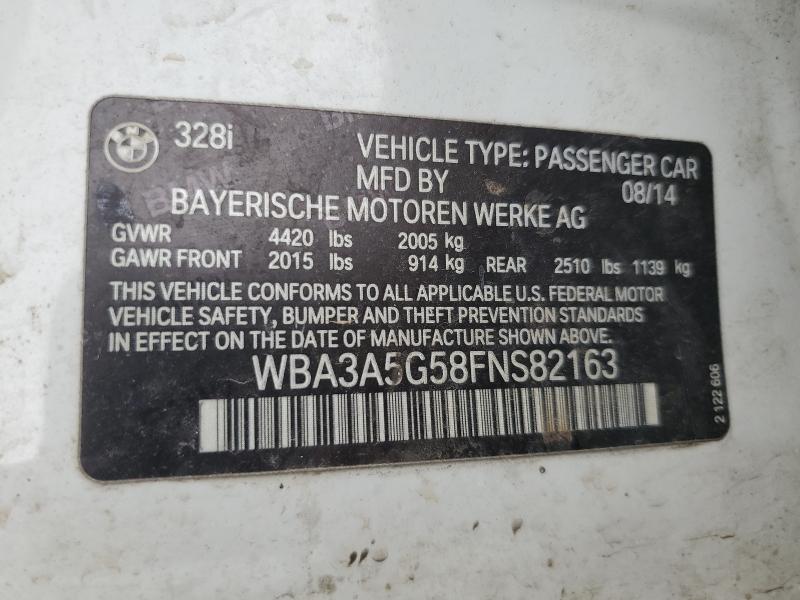 BMW 328i VEHICLE TYPE: PASSENGER CAR
MFD BY 08/14
BAYERISCHE MOTOREN WERKE AG
GVWR 4420 lbs 2005 kg
GAWR FRONT 2015 lbs 914 kg REAR 2510 lbs 1139 kg
THIS VEHICLE CONFORMS TO ALL APPLICABLE U.S. FEDERAL MOTOR
VEHICLE SAFETY, BUMPER AND THEFT PREVENTION STANDARDS
IN EFFECT ON THE DATE OF MANUFACTURE SHOWN ABOVE.
WBA3A5G58FNS82163
2 122 606